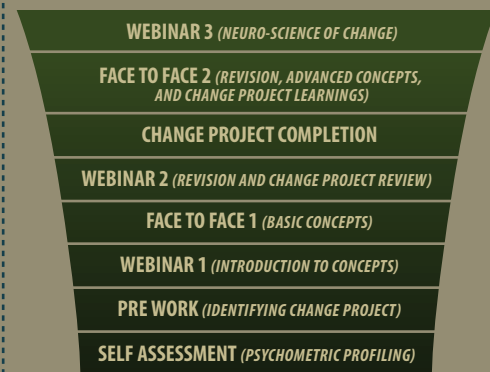 WEBINAR 3 (NEURO-SCIENCE OF CHANGE)
FACE TO FACE 2 (REVISION, ADVANCED CONCEPTS,
AND CHANGE PROJECT LEARNINGS)
CHANGE PROJECT COMPLETION
WEBINAR 2 (REVISION AND CHANGE PROJECT REVIEW)
FACE TO FACE 1 (BASIC CONCEPTS)
WEBINAR 1 (INTRODUCTION TO CONCEPTS)
PRE WORK (IDENTIFYING CHANGE PROJECT)
SELF ASSESSMENT (PSYCHOMETRIC PROFILING)